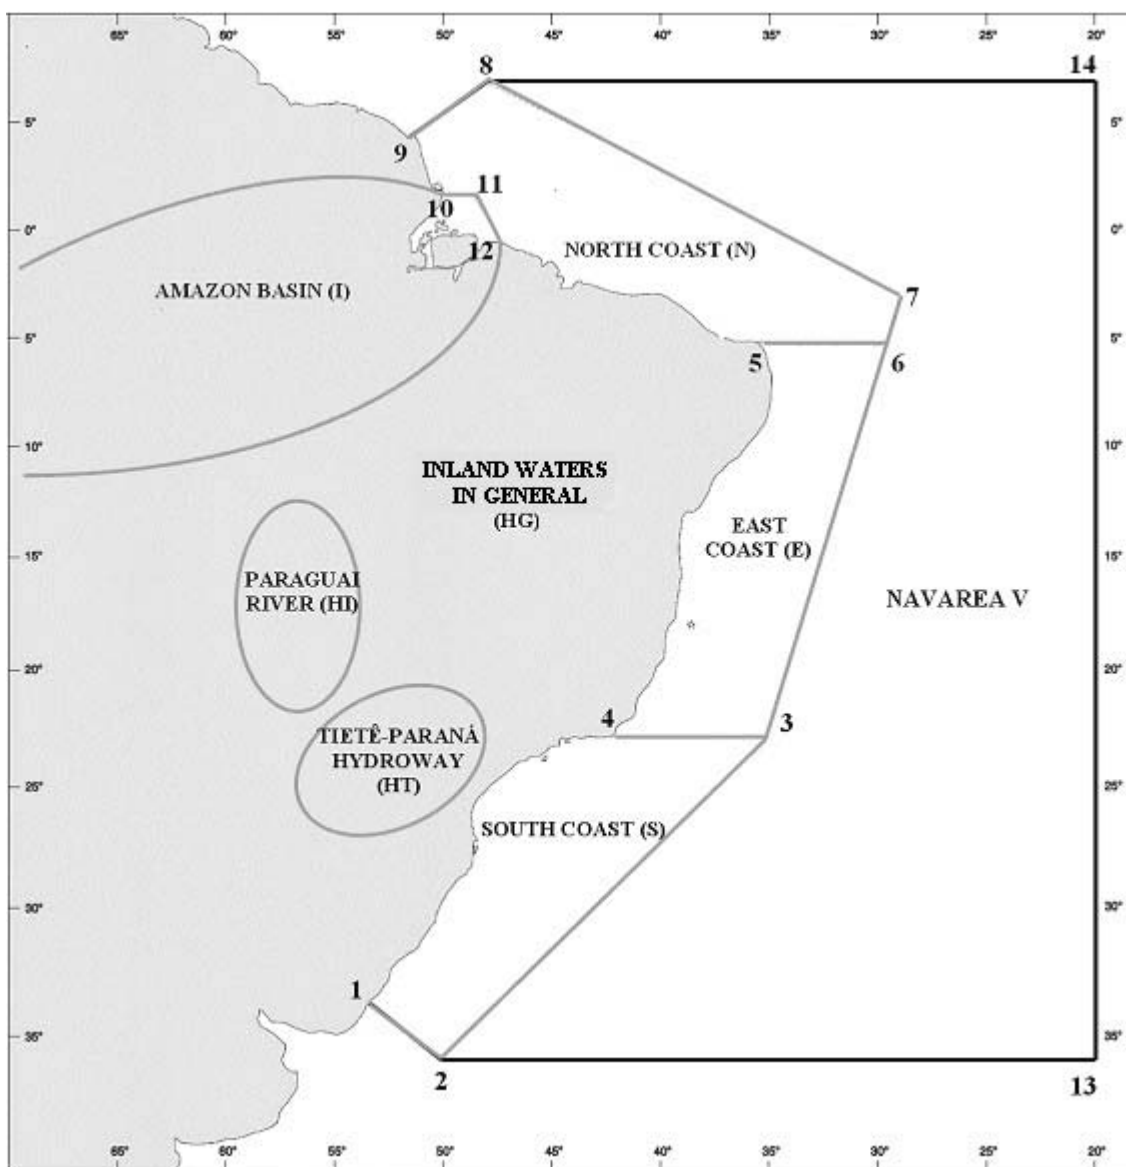 65° 60° 55° 50° 45° 40° 35° 30° 25° 20°
8 14
5° 5°
9
11
10
0° 0°
12 NORTH COAST (N)
AMAZON BASIN (I)
7
5° 5°
5 6
10° 10°
INLAND WATERS
IN GENERAL
(HG)
EAST
COAST (E)
15° 15°
PARAGUAI
RIVER (HI)
NAVAREA V
20° 20°
4 3
TIETÊ-PARANÁ
HYDROWAY
(HT)
25° 25°
SOUTH COAST (S)
30° 30°
1
35° 35°
2 13
65° 60° 55° 50° 45° 40° 35° 30° 25° 20°